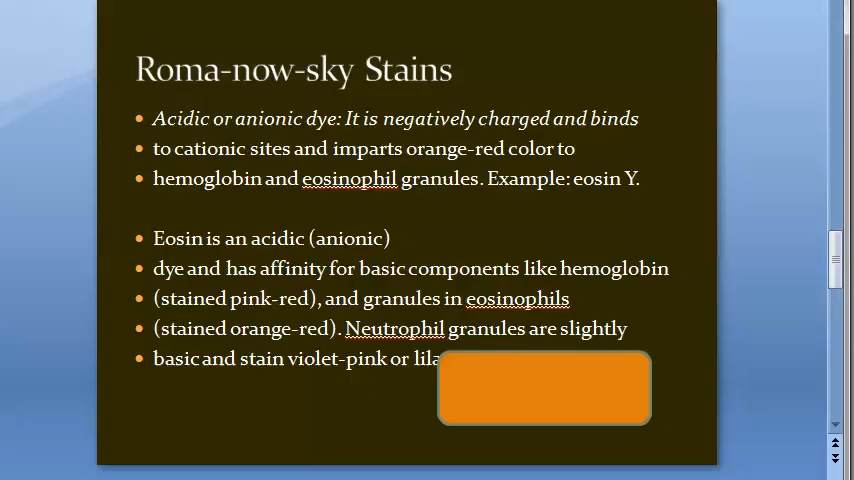 Roma-now-sky Stains
Acidic or anionic dye: It is negatively charged and binds
to cationic sites and imparts orange-red color to
hemoglobin and eosinophil granules. Example: eosin Y.
Eosin is an acidic (anionic)
dye and has affinity for basic components like hemoglobin
(stained pink-red), and granules in eosinophils
(stained orange-red). Neutrophil granules are slightly
basic and stain violet-pink or